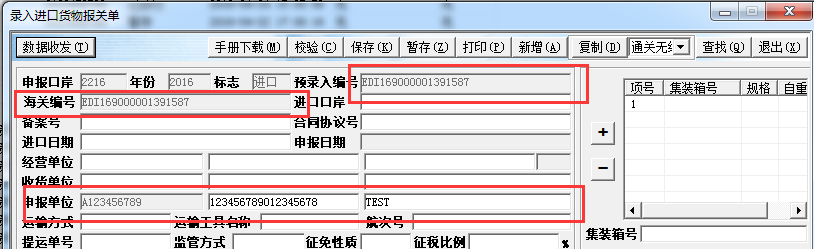 录入进口货物报关单
数据收发(T) 手册下载(M) 校验(C) 保存(K) 暂存(Z) 打印(P) 新增(A) 复制(D) 通关无纟 查找(Q) 退出(X)
申报口岸 2216 年份 2016 标志 进口 预录入编号 EDI169000001391587
海关编号 EDI169000001391587 进口口岸
备案号 合同协议号
进口日期 申报日期
经营单位
收货单位
申报单位 A123456789 123456789012345678 TEST
运输方式 运输工具名称 航次号
提运单号 监管方式 征免性质 征税比例 %
项号 集装箱号 规格 自重
1
+
−
集装箱号